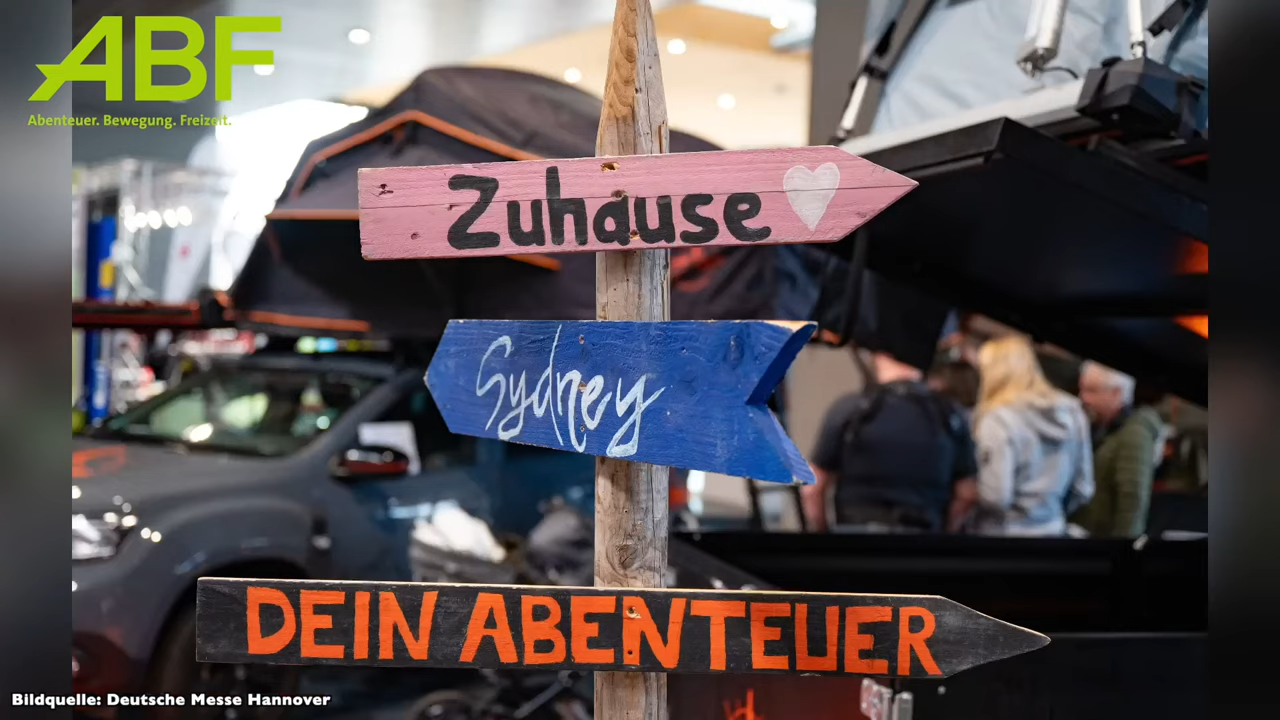 ABF
Abenteuer. Bewegung. Freizeit.
Zuhause
Sydney
DEIN ABENTEUER
Bildquelle: Deutsche Messe Hannover